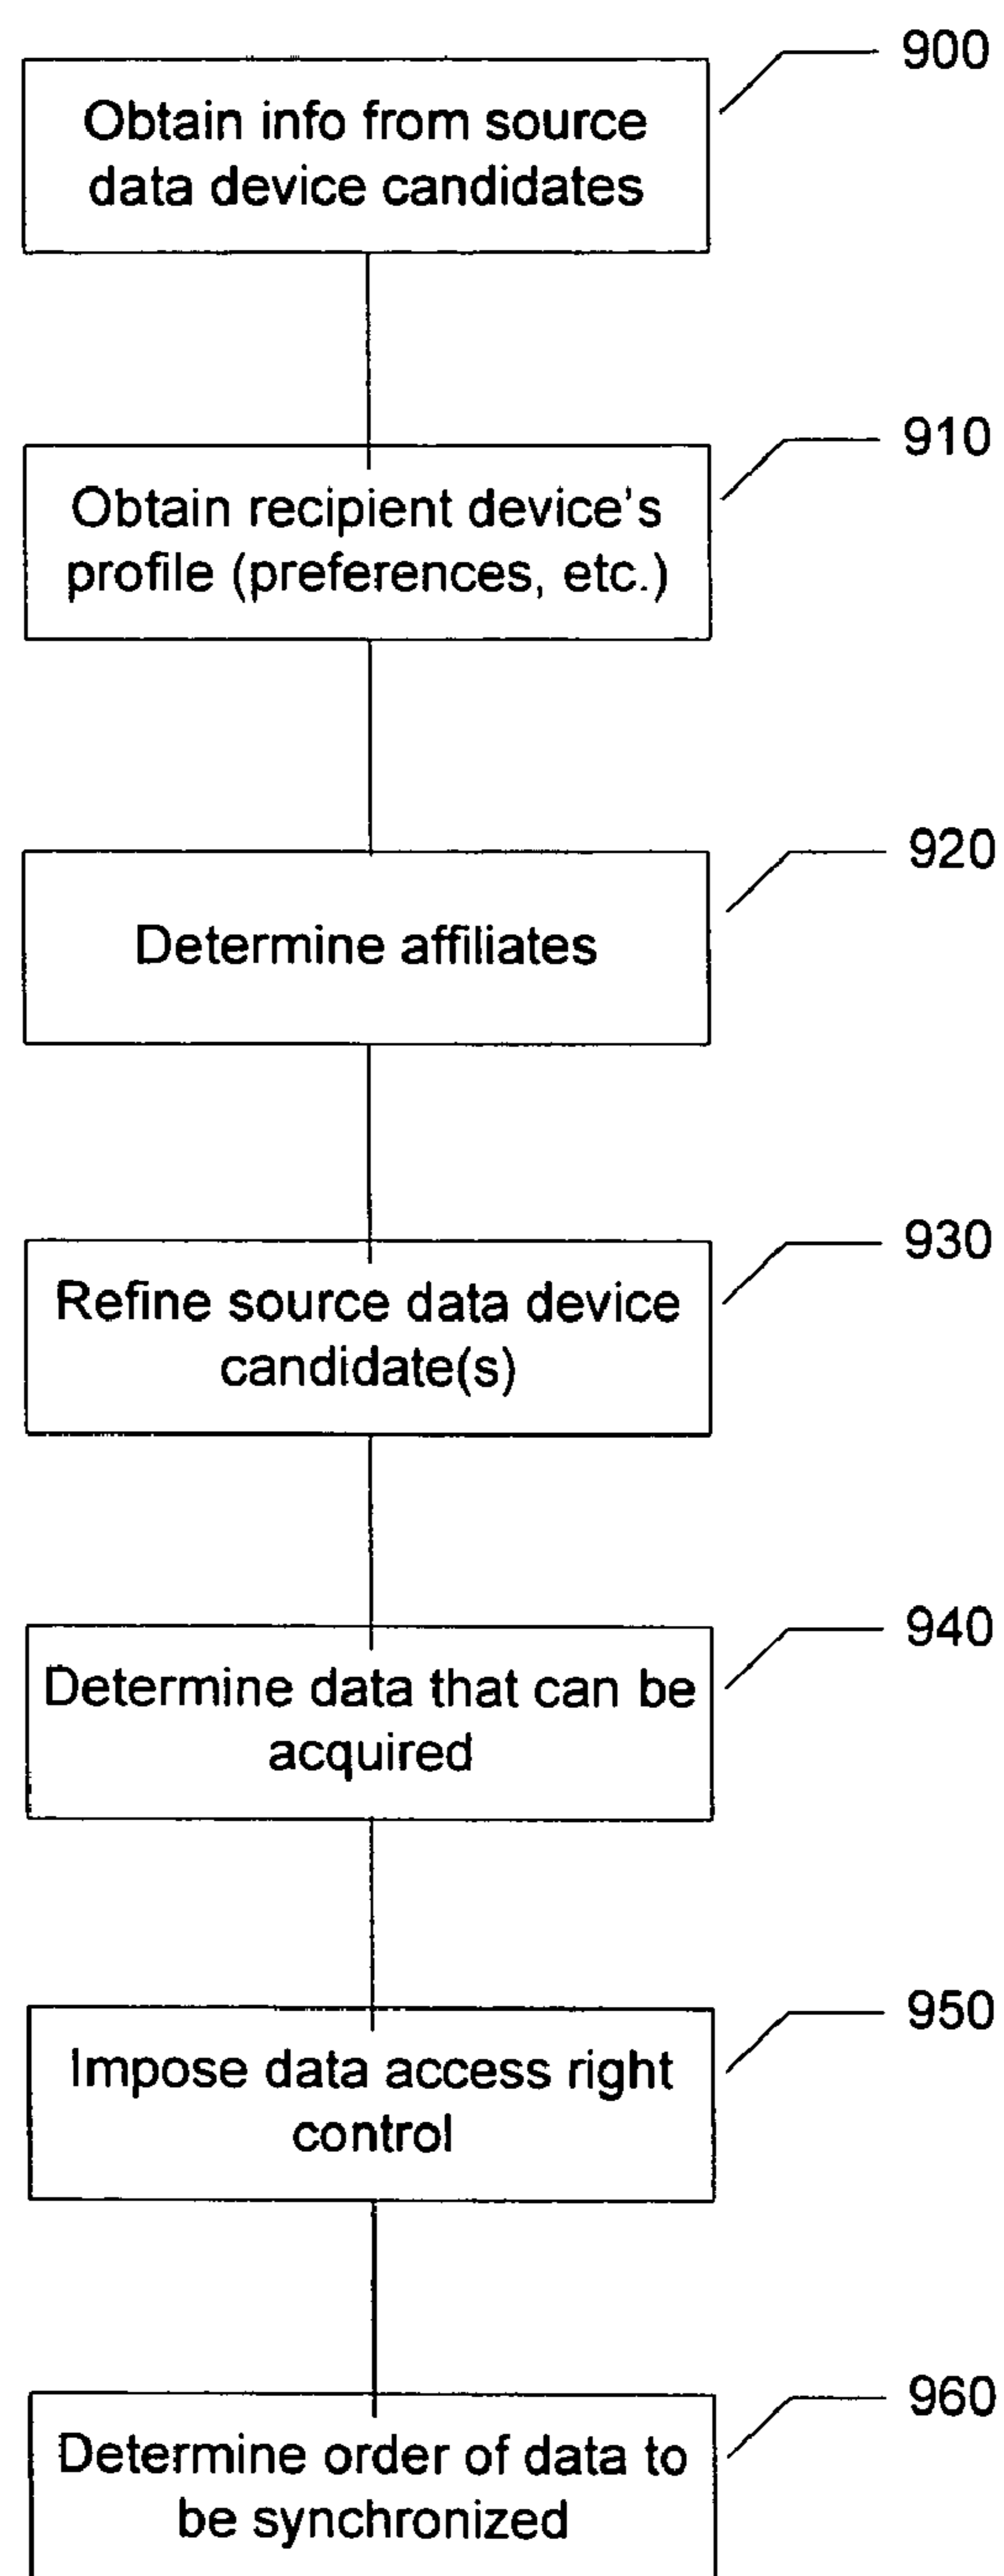 900
Obtain info from source
data device candidates
910
Obtain recipient device's
profile (preferences, etc.)
920
Determine affiliates
930
Refine source data device
candidate(s)
940
Determine data that can be
acquired
950
Impose data access right
control
960
Determine order of data to
be synchronized